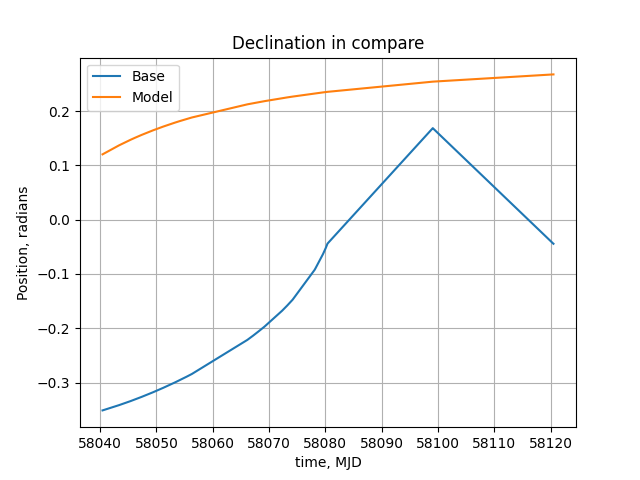 Declination in compare
Base
Model
Position, radians
0.2
0.1
0.0
−0.1
−0.2
−0.3
58040 58050 58060 58070 58080 58090 58100 58110 58120
time, MJD